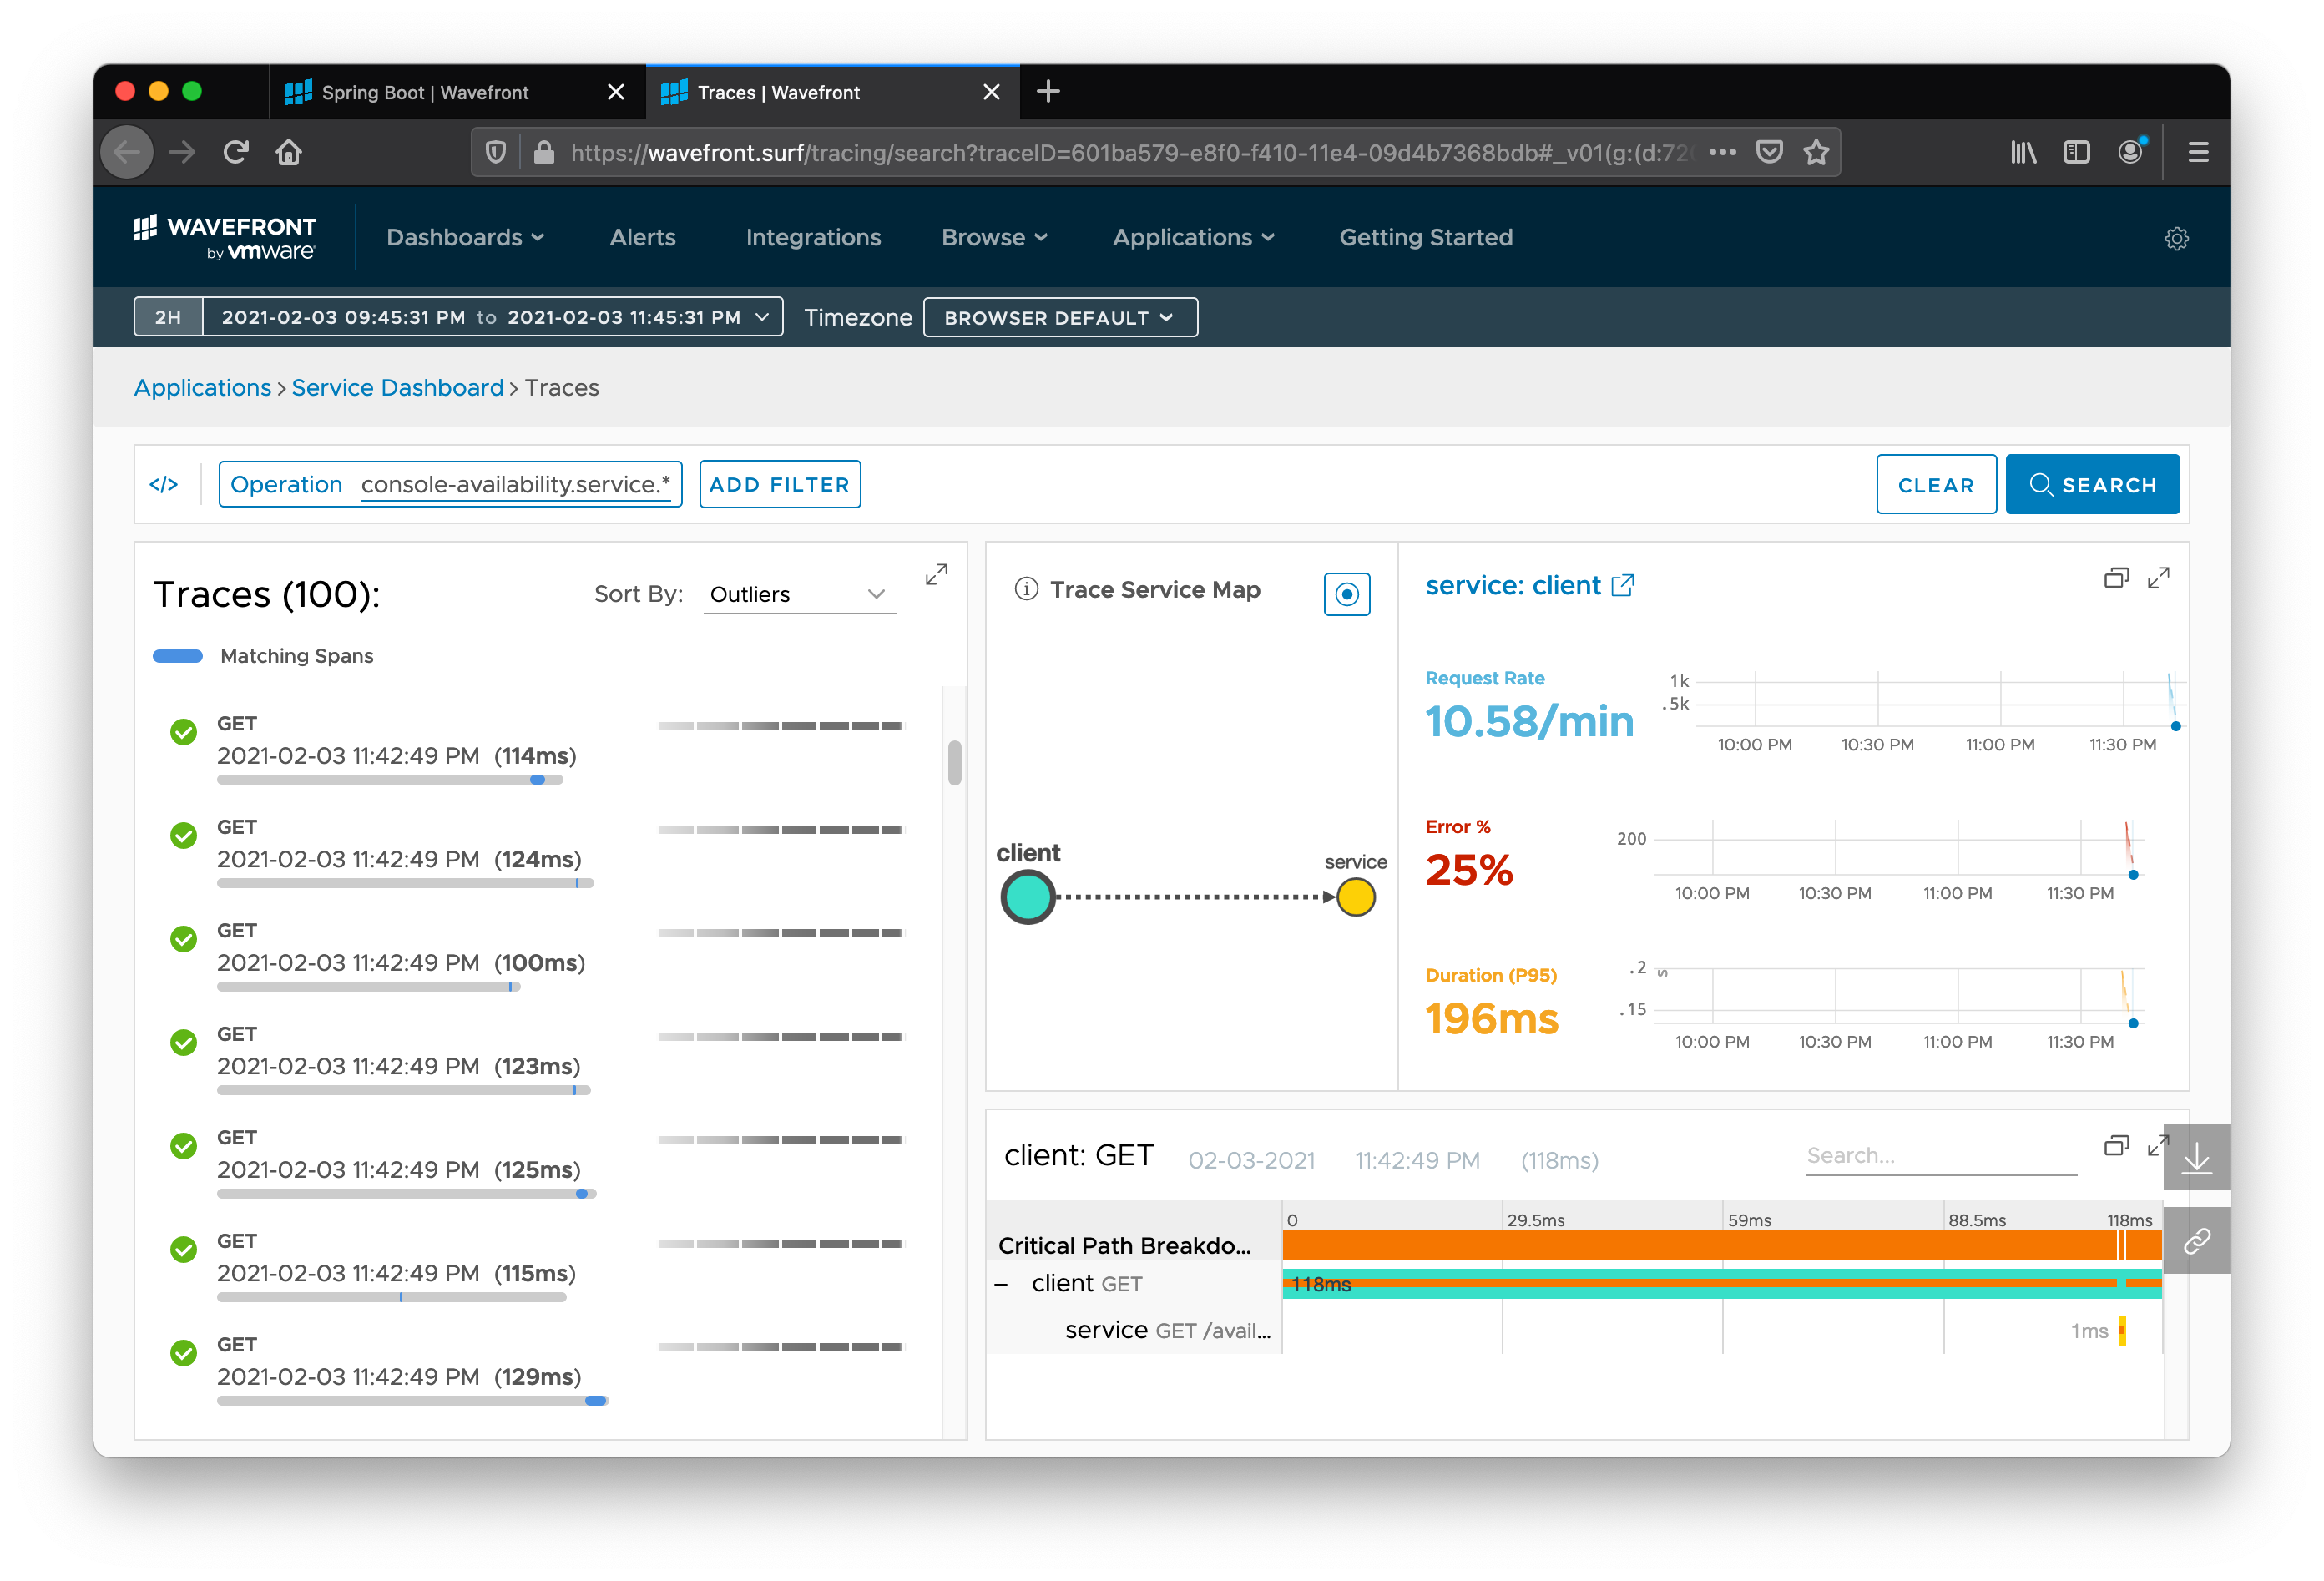 Spring Boot | Wavefront
Traces | Wavefront
https://wavefront.surf/tracing/search?traceID=601ba579-e8f0-f410-11e4-09d4b7368bdb#_v01(g:(d:720
WAVEFRONT
by vmware
Dashboards
Alerts
Integrations
Browse
Applications
Getting Started
2H 2021-02-03 09:45:31 PM to 2021-02-03 11:45:31 PM
Timezone BROWSER DEFAULT
Applications > Service Dashboard > Traces
</> Operation console-availability.service.* ADD FILTER
CLEAR
SEARCH
Traces (100):
Sort By: Outliers
Matching Spans
GET
2021-02-03 11:42:49 PM (114ms)
GET
2021-02-03 11:42:49 PM (124ms)
GET
2021-02-03 11:42:49 PM (100ms)
GET
2021-02-03 11:42:49 PM (123ms)
GET
2021-02-03 11:42:49 PM (125ms)
GET
2021-02-03 11:42:49 PM (115ms)
GET
2021-02-03 11:42:49 PM (129ms)
Trace Service Map
client
service
service: client
Request Rate
10.58/min
1k
.5k
10:00 PM 10:30 PM 11:00 PM 11:30 PM
Error %
25%
200
10:00 PM 10:30 PM 11:00 PM 11:30 PM
Duration (P95)
196ms
.2 s
.15
10:00 PM 10:30 PM 11:00 PM 11:30 PM
client: GET 02-03-2021 11:42:49 PM (118ms)
Search...
0 29.5ms 59ms 88.5ms 118ms
Critical Path Breakdo...
– client GET
118ms
service GET /avail...
1ms